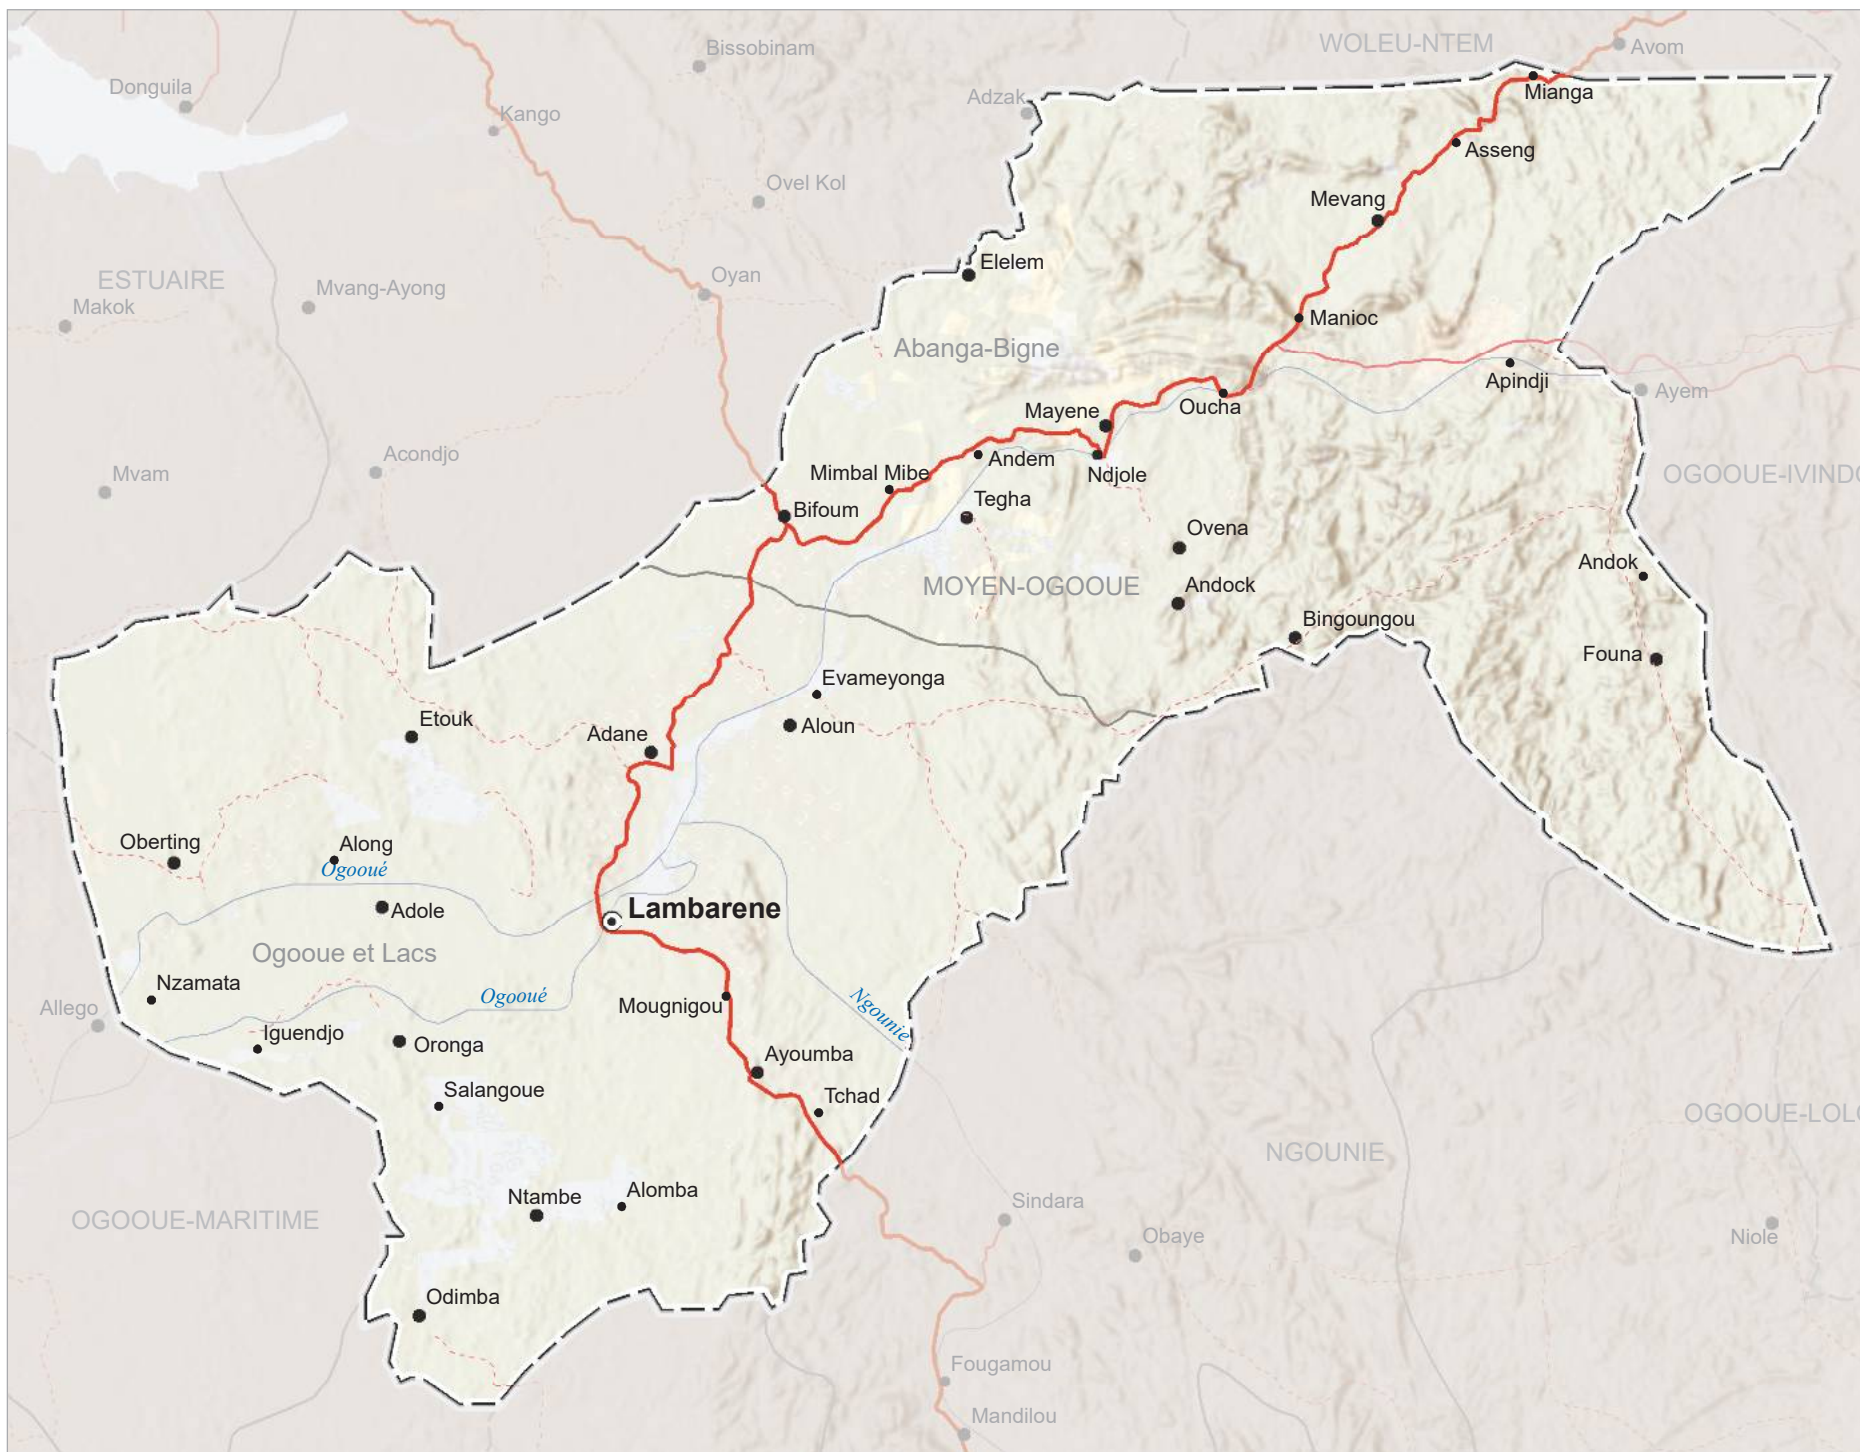 WOLEU-NTEM
Avom
Bissobinam
Donguila
Adzak
Mianga
Kango
Asseng
Ovel Kol
Mevang
Elelem
ESTUAIRE
Oyan
Mvang-Ayong
Makok
Manioc
Abanga-Bigne
Apindji
Ayem
Oucha
Mayene
Acondjo
Andem
Mimbal Mibe
Ndjole
Mvam
OGOOUE-IVINDO
Tegha
Bifoum
Ovena
Andok
MOYEN-OGOOUE
Andock
Bingoungou
Founa
Evameyonga
Etouk
Aloun
Adane
Oberting
Along
Ogooué
Lambarene
Adole
Ogooue et Lacs
Nzamata
Ogooué
Allego
Mougnigou
Ngounie
Iguendjo
Oronga
Ayoumba
Salangoue
Tchad
OGOOUE-LOLO
NGOUNIE
Alomba
Ntambe
Sindara
OGOOUE-MARITIME
Obaye
Niole
Odimba
Fougamou
Mandilou